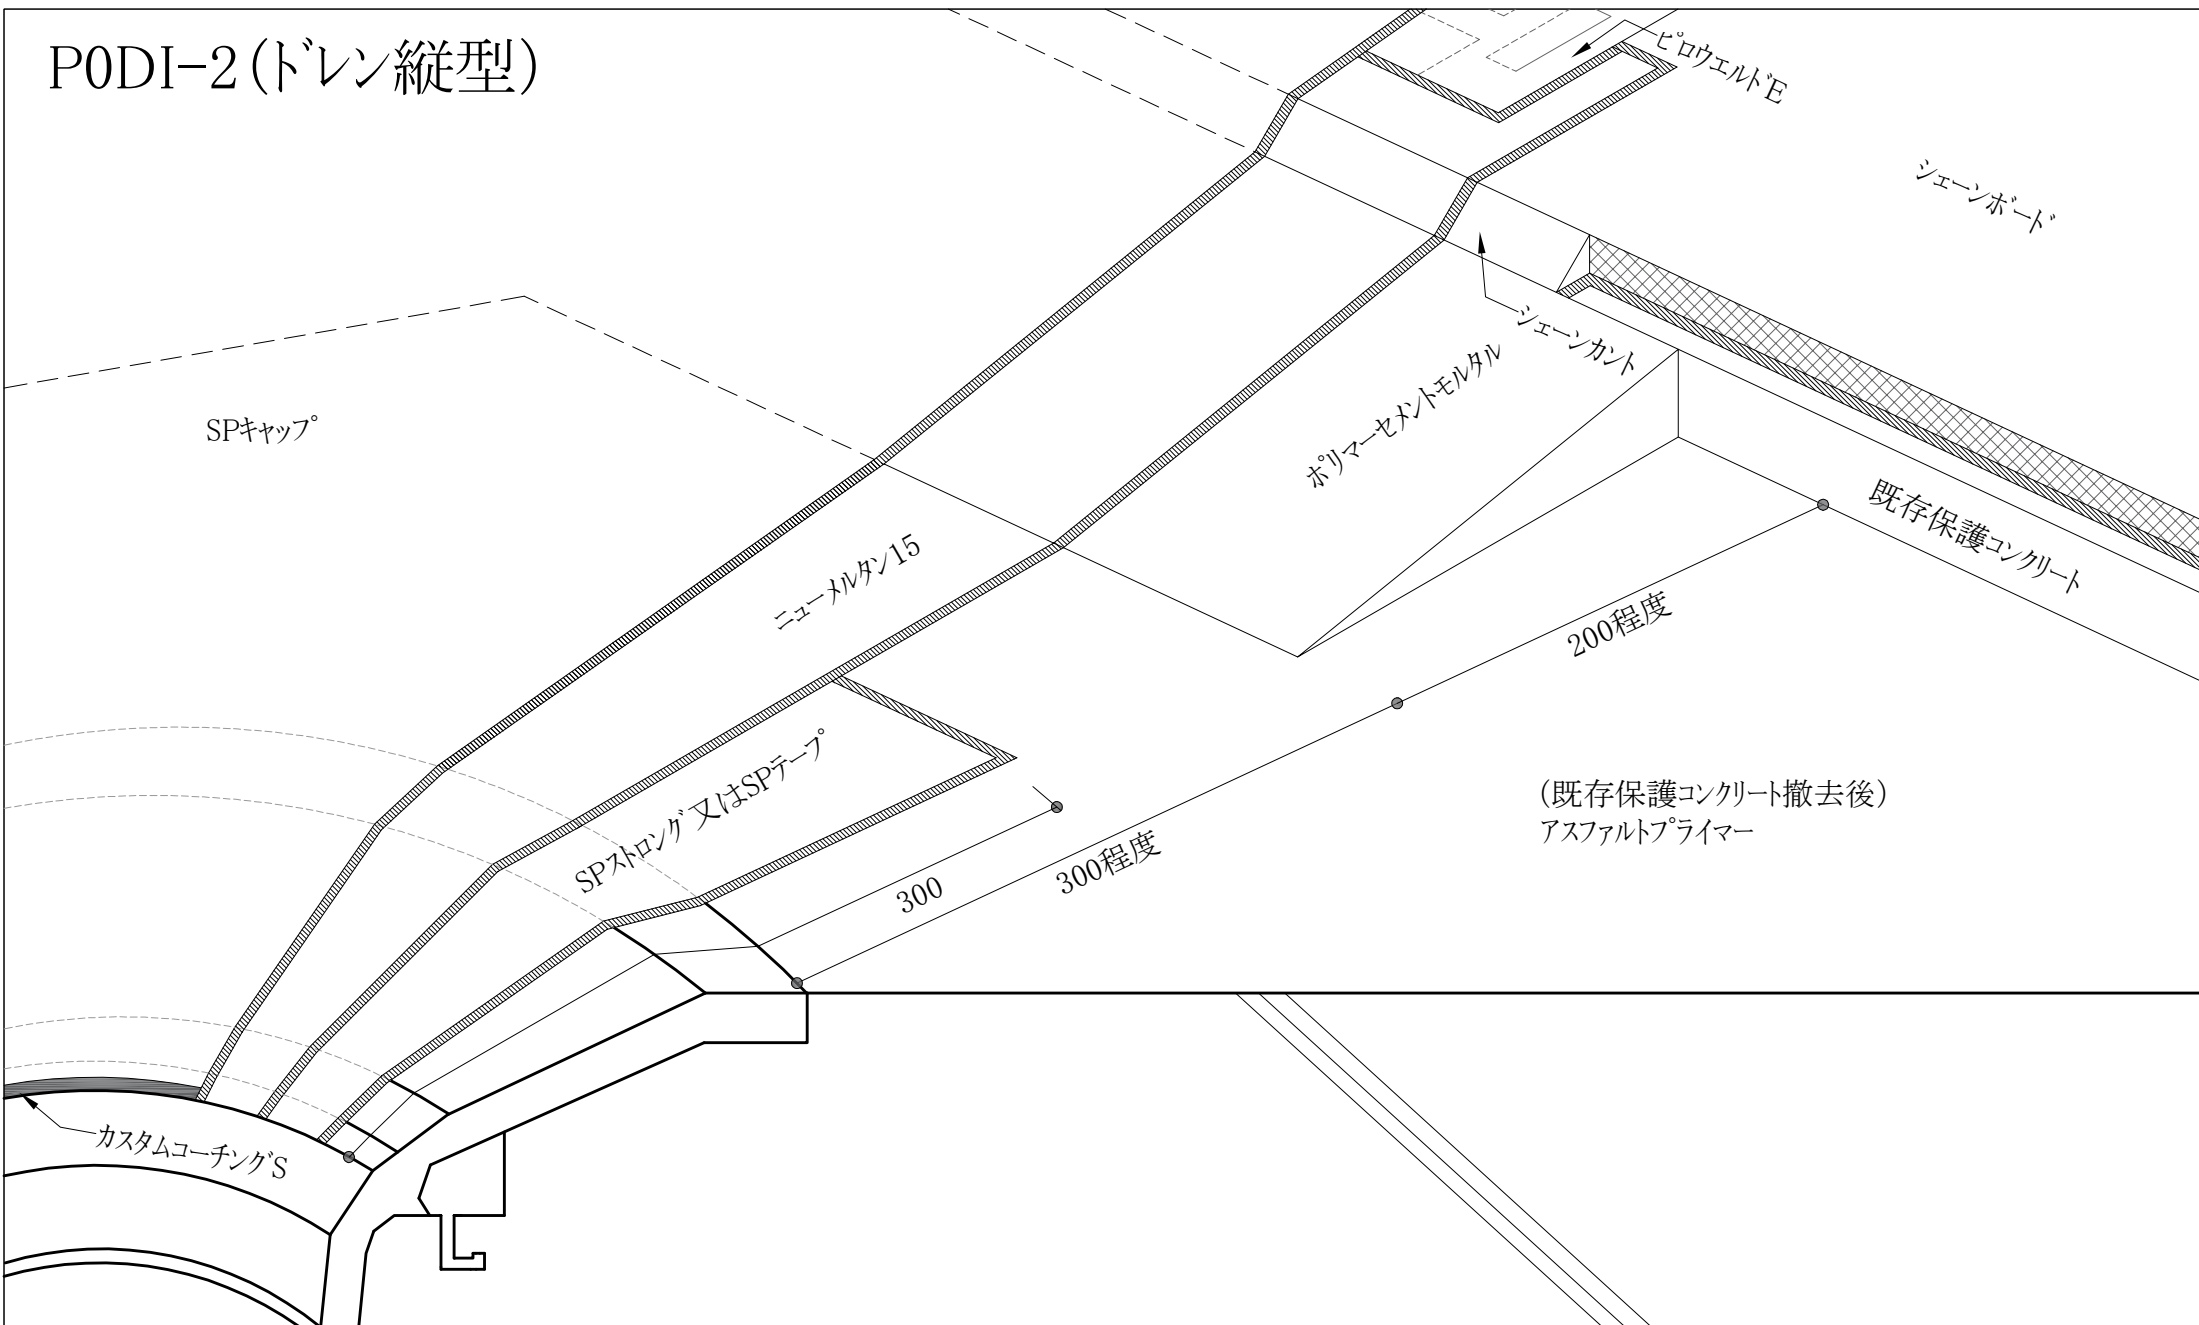 P0DI-2(ドレン縦型)
ピロウエルドE
シェーンボード
シェーンカント
ポリマーセメントモルタル
SPキャップ
既存保護コンクリート
ニューメルタン15
200程度
SPストロング又はSPテープ
(既存保護コンクリート撤去後)
アスファルトプライマー
300程度
300
カスタムコーチングS